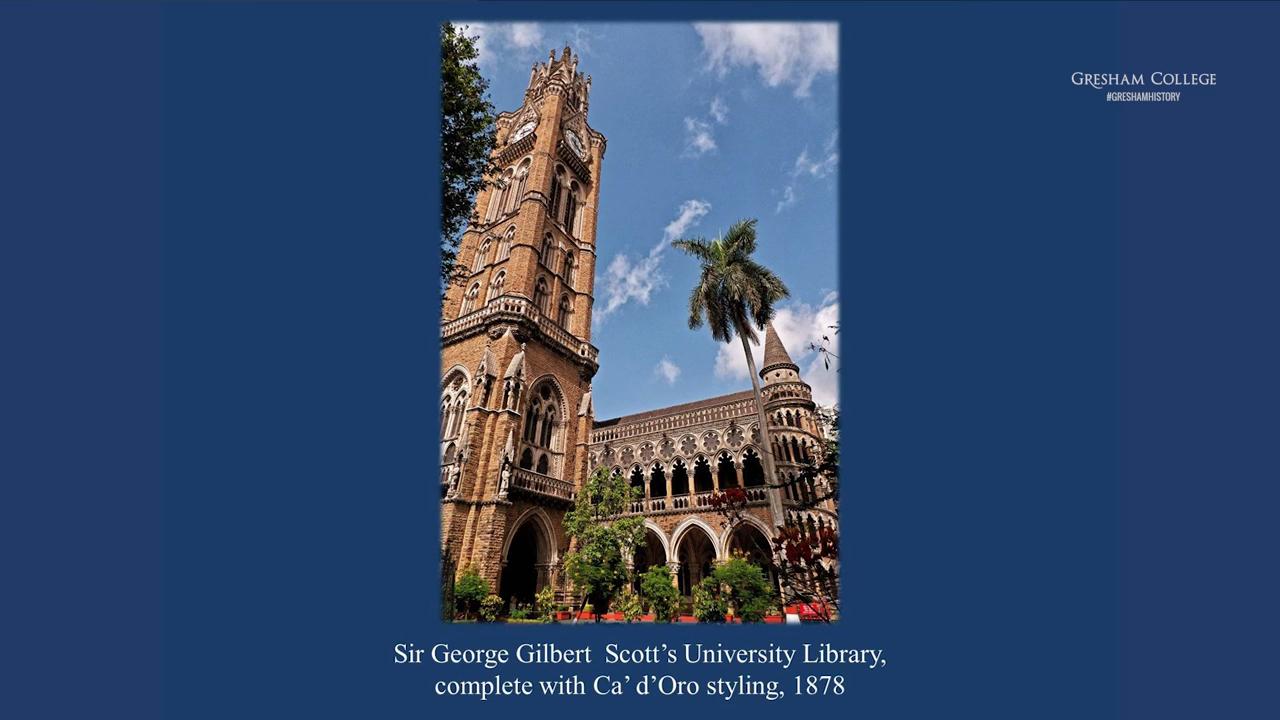 GRESHAM COLLEGE
#GRESHAMHISTORY
Sir George Gilbert  Scott’s University Library,
complete with Ca’ d’Oro styling, 1878